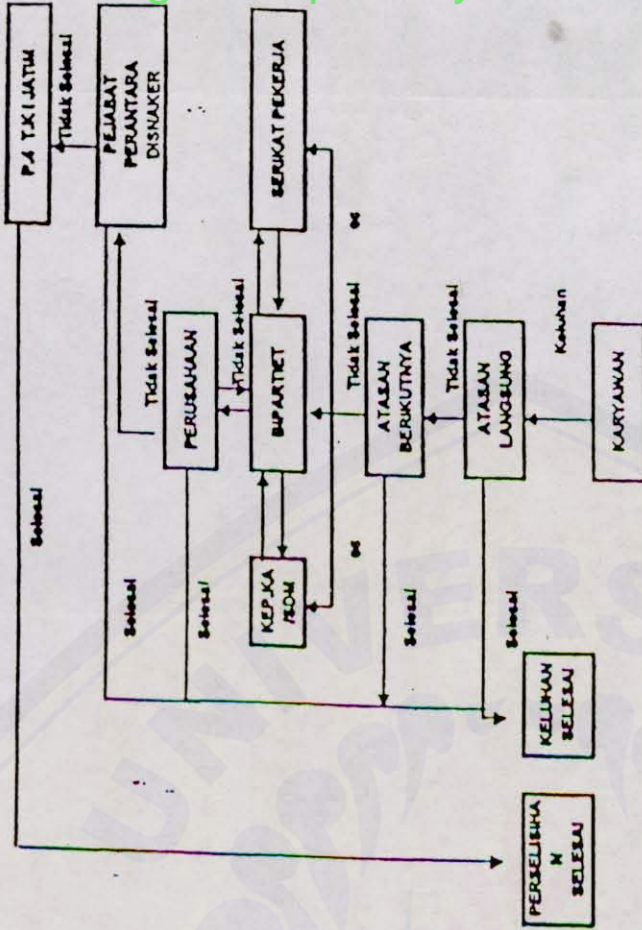 P.4 T.K.I JATIM
Tidak Selesai
PEJABAT
PERANTARA
DISNAKER
Selesai
Selesai
Tidak Selesai
PERUSAHAAN
Selesai
Tidak Selesai
KEP.KA
/SDM
BIPARTIET
SERIKAT PEKERJA
Tidak Selesai
ATASAN
BERIKUTNYA
Selesai
Tidak Selesai
ATASAN
LANGSUNG
Selesai
Keluhan
PERSELISIHA
N
SELESAI
KELUHAN
SELESAI
KARYAWAN
UNIVERS